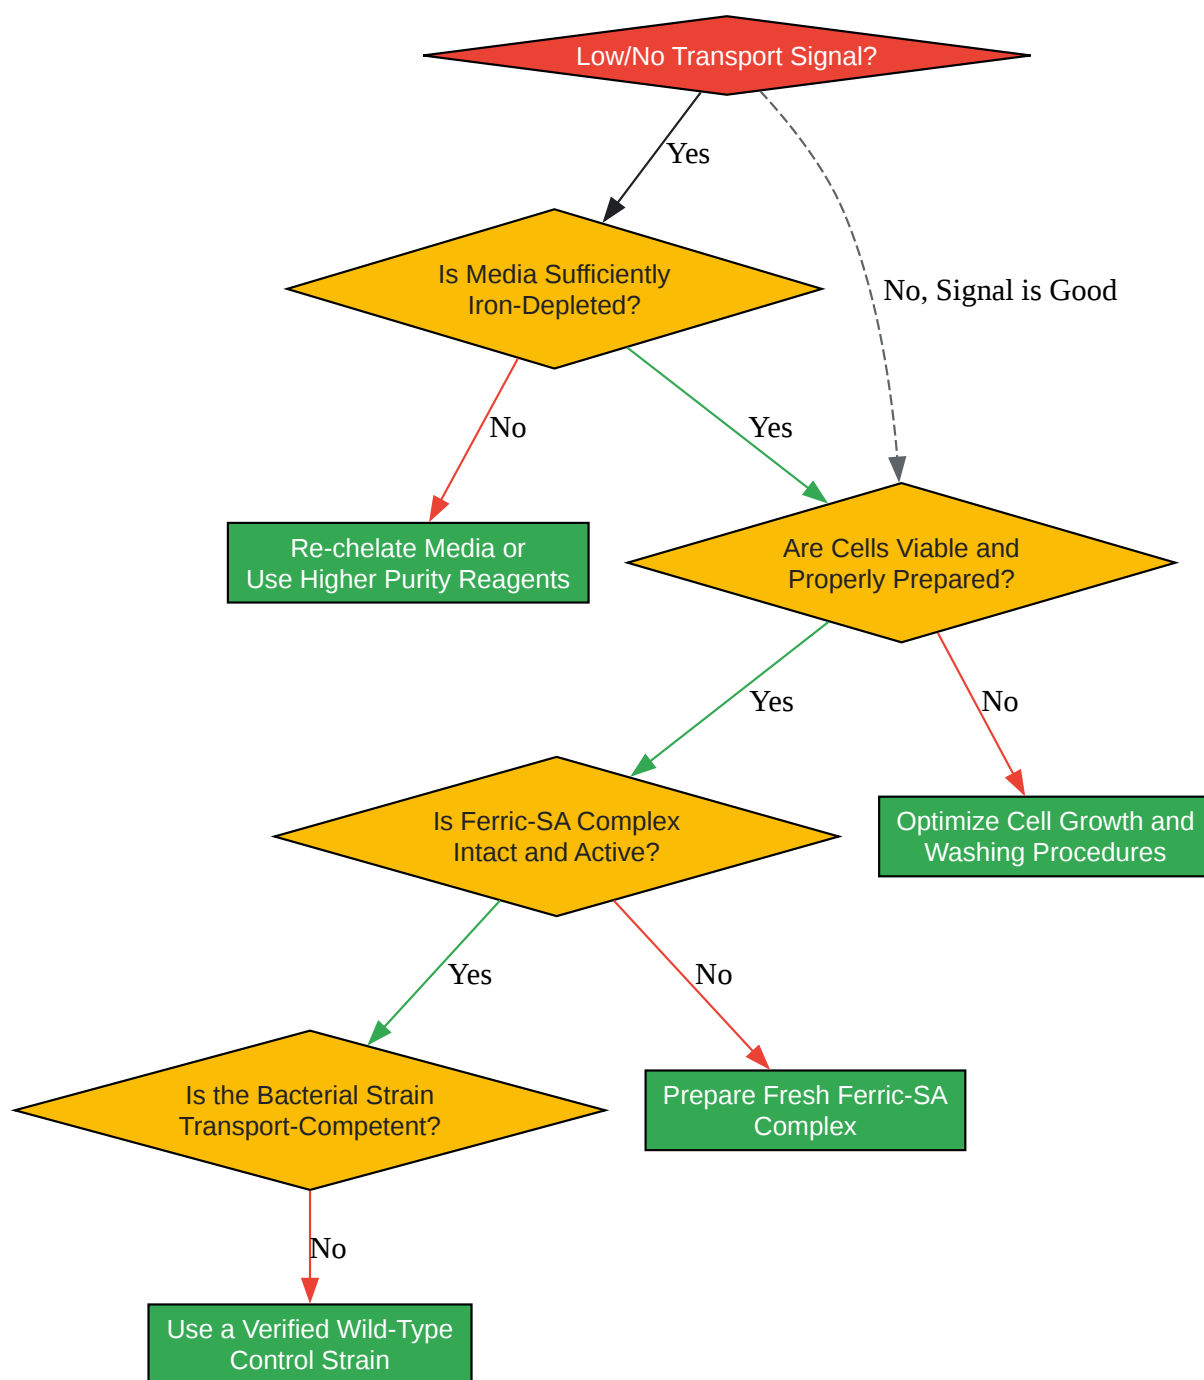 Low/No Transport Signal?
Yes
Is Media Sufficiently
Iron-Depleted?
No, Signal is Good
No
Yes
Re-chelate Media or
Use Higher Purity Reagents
Are Cells Viable and
Properly Prepared?
Yes
No
Is Ferric-SA Complex
Intact and Active?
Optimize Cell Growth and
Washing Procedures
Yes
No
Is the Bacterial Strain
Transport-Competent?
Prepare Fresh Ferric-SA
Complex
No
Use a Verified Wild-Type
Control Strain